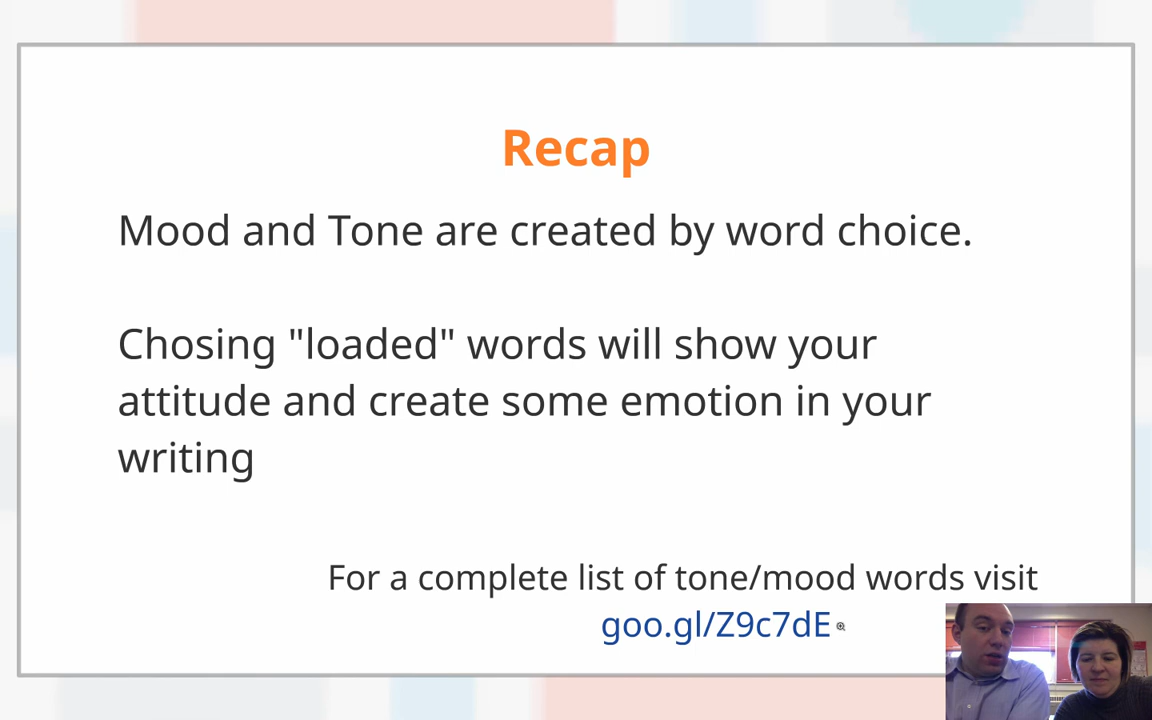 Recap
Mood and Tone are created by word choice.
Chosing "loaded" words will show your
attitude and create some emotion in your
writing
For a complete list of tone/mood words visit
goo.gl/Z9c7dE